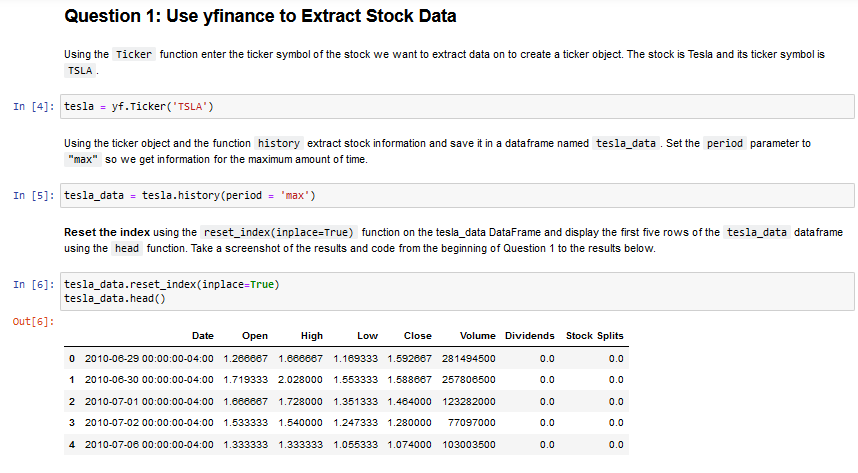 Question 1: Use yfinance to Extract Stock Data
Using the Ticker function enter the ticker symbol of the stock we want to extract data on to create a ticker object. The stock is Tesla and its ticker symbol is
TSLA .
In [4]: tesla = yf.Ticker('TSLA')
Using the ticker object and the function history extract stock information and save it in a dataframe named tesla_data . Set the period parameter to
"max" so we get information for the maximum amount of time.
In [5]: tesla_data = tesla.history(period = 'max')
Reset the index using the reset_index(inplace=True) function on the tesla_data DataFrame and display the first five rows of the tesla_data dataframe
using the head function. Take a screenshot of the results and code from the beginning of Question 1 to the results below.
In [6]: tesla_data.reset_index(inplace=True)
tesla_data.head()
Out[6]:
Date Open High Low Close Volume Dividends Stock Splits
0 2010-06-29 00:00:00-04:00 1.266667 1.666667 1.169333 1.592667 281494500 0.0 0.0
1 2010-06-30 00:00:00-04:00 1.719333 2.028000 1.553333 1.588667 257806500 0.0 0.0
2 2010-07-01 00:00:00-04:00 1.666667 1.728000 1.351333 1.464000 123282000 0.0 0.0
3 2010-07-02 00:00:00-04:00 1.533333 1.540000 1.247333 1.280000 77097000 0.0 0.0
4 2010-07-06 00:00:00-04:00 1.333333 1.333333 1.055333 1.074000 103003500 0.0 0.0